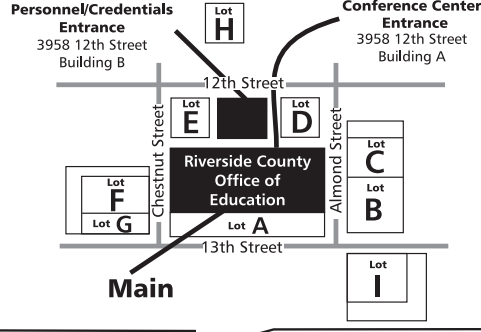 Personnel/Credentials
Entrance
3958 12th Street
Building B
Lot
H
Conference Center
Entrance
3958 12th Street
Building A
12th Street
Lot
E
Lot
D
Chestnut Street
Almond Street
Riverside County
Office of
Education
Lot
C
Lot
B
Lot
F
Lot G
Lot A
13th Street
Main
Lot
I